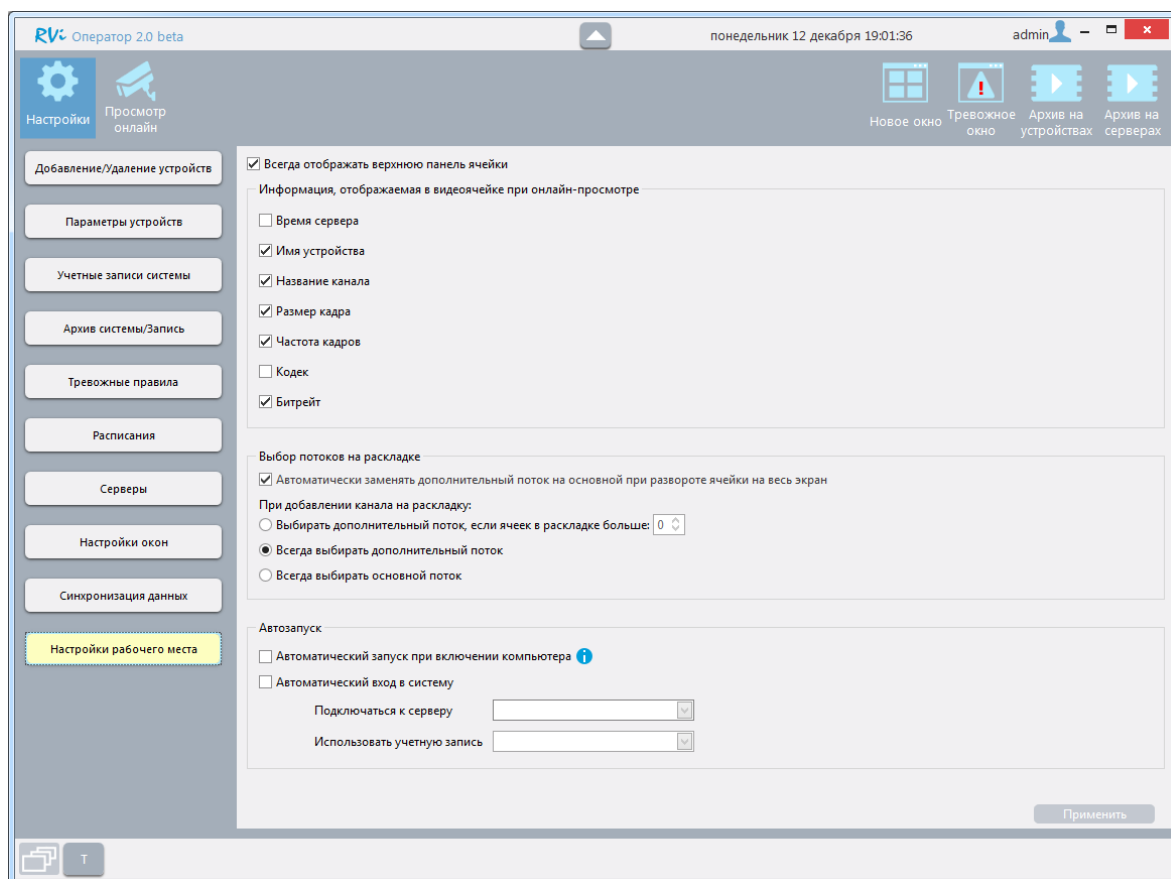 RVi Оператор 2.0 beta
понедельник 12 декабря 19:01:36
admin
Настройки
Просмотр
онлайн
Новое окно
Тревожное
окно
Архив на
устройствах
Архив на
серверах
Добавление/Удаление устройств
Параметры устройств
Учетные записи системы
Архив системы/Запись
Тревожные правила
Расписания
Серверы
Настройки окон
Синхронизация данных
Настройки рабочего места
Всегда отображать верхнюю панель ячейки
Информация, отображаемая в видеоячейке при онлайн-просмотре
Время сервера
Имя устройства
Название канала
Размер кадра
Частота кадров
Кодек
Битрейт
Выбор потоков на раскладке
Автоматически заменять дополнительный поток на основной при развороте ячейки на весь экран
При добавлении канала на раскладку:
Выбирать дополнительный поток, если ячеек в раскладке больше: 0
Всегда выбирать дополнительный поток
Всегда выбирать основной поток
Автозапуск
Автоматический запуск при включении компьютера
Автоматический вход в систему
Подключаться к серверу
Использовать учетную запись
Применить
Т